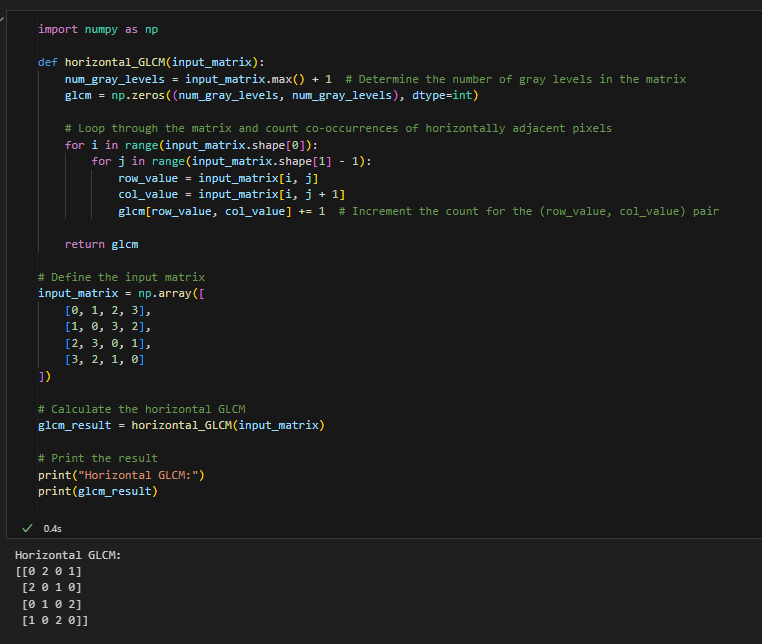 import numpy as np
def horizontal_GLCM(input_matrix):
    num_gray_levels = input_matrix.max() + 1  # Determine the number of gray levels in the matrix
    glcm = np.zeros((num_gray_levels, num_gray_levels), dtype=int)
    # Loop through the matrix and count co-occurrences of horizontally adjacent pixels
    for i in range(input_matrix.shape[0]):
        for j in range(input_matrix.shape[1] - 1):
            row_value = input_matrix[i, j]
            col_value = input_matrix[i, j + 1]
            glcm[row_value, col_value] += 1  # Increment the count for the (row_value, col_value) pair
    return glcm
# Define the input matrix
input_matrix = np.array([
    [0, 1, 2, 3],
    [1, 0, 3, 2],
    [2, 3, 0, 1],
    [3, 2, 1, 0]
])
# Calculate the horizontal GLCM
glcm_result = horizontal_GLCM(input_matrix)
# Print the result
print("Horizontal GLCM:")
print(glcm_result)
0.4s
Horizontal GLCM:
[[0 2 0 1]
 [2 0 1 0]
 [0 1 0 2]
 [1 0 2 0]]